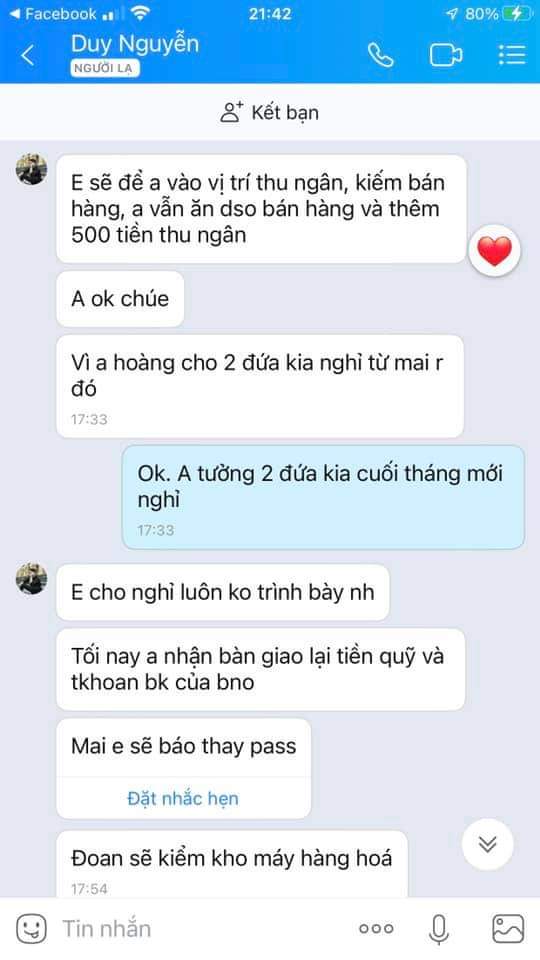 Facebook
21:42
80%
Duy Nguyễn
NGƯỜI LẠ
Kết bạn
E sẽ để a vào vị trí thu ngân, kiếm bán
hàng, a vẫn ăn dso bán hàng và thêm
500 tiền thu ngân
A ok chúe
Vì a hoàng cho 2 đứa kia nghỉ từ mai r
đó
17:33
Ok. A tường 2 đứa kia cuối tháng mới
nghỉ
17:33
E cho nghỉ luôn ko trình bày nh
Tối nay a nhận bàn giao lại tiền quỹ và
tkhoan bk của bno
Mai e sẽ báo thay pass
Đặt nhắc hẹn
Đoan sẽ kiểm kho máy hàng hoá
17:54
Tin nhắn